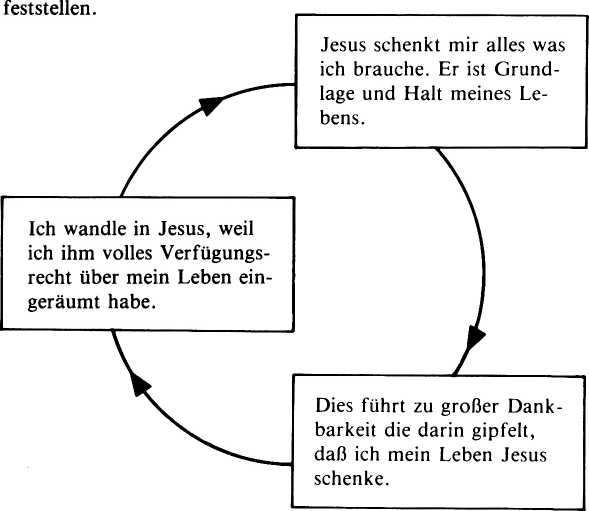 feststellen.
Jesus schenkt mir alles was
ich brauche. Er ist Grund-
lage und Halt meines Le-
bens.
Ich wandle in Jesus, weil
ich ihm volles Verfügungs-
recht über mein Leben ein-
geräumt habe.
Dies führt zu großer Dank-
barkeit die darin gipfelt,
daß ich mein Leben Jesus
schenke.